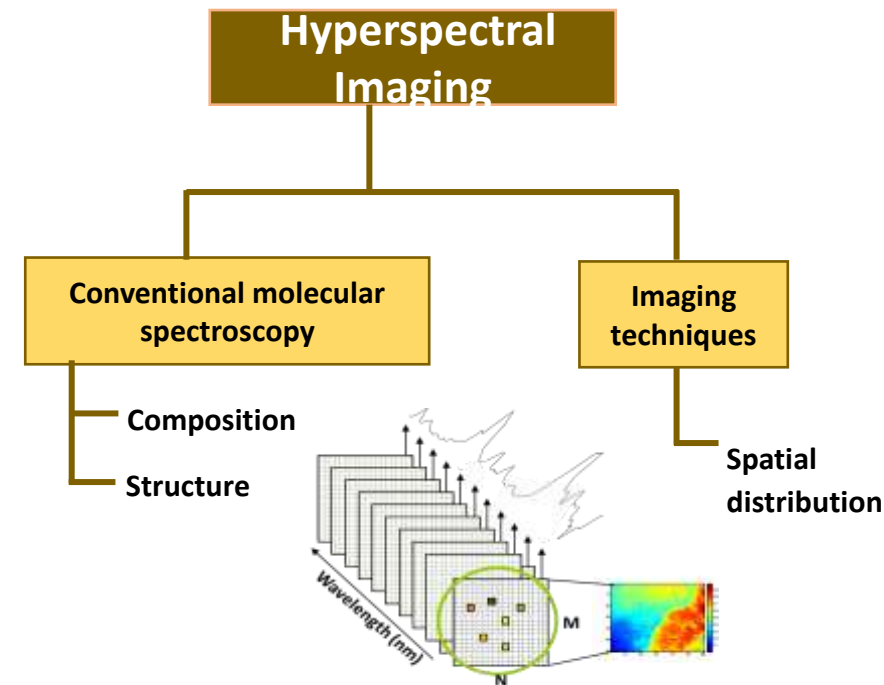 Hyperspectral
Imaging
Conventional molecular
spectroscopy
Imaging
techniques
Composition
Structure
Spatial
distribution
Wavelength (nm)
M
N